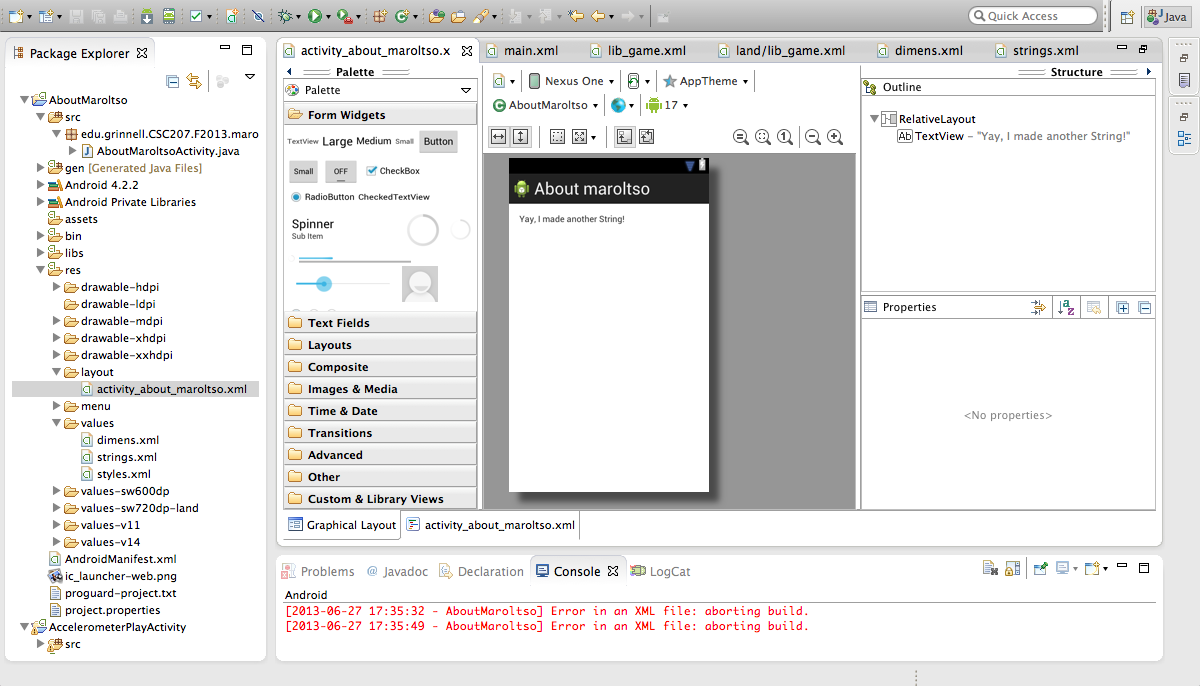 Quick Access
Java
Package Explorer
AboutMaroltso
src
edu.grinnell.CSC207.F2013.maro
AboutMaroltsoActivity.java
gen [Generated Java Files]
Android 4.2.2
Android Private Libraries
assets
bin
libs
res
drawable-hdpi
drawable-ldpi
drawable-mdpi
drawable-xhdpi
drawable-xxhdpi
layout
activity_about_maroltso.xml
menu
values
dimens.xml
strings.xml
styles.xml
values-sw600dp
values-sw720dp-land
values-v11
values-v14
AndroidManifest.xml
ic_launcher-web.png
proguard-project.txt
project.properties
AccelerometerPlayActivity
src
activity_about_maroltso.x
main.xml
lib_game.xml
land/lib_game.xml
dimens.xml
strings.xml
Palette
Palette
Form Widgets
TextView Large Medium Small Button
Small OFF CheckBox
RadioButton CheckedTextView
Spinner
Sub Item
Text Fields
Layouts
Composite
Images & Media
Time & Date
Transitions
Advanced
Other
Custom & Library Views
Nexus One
AppTheme
AboutMaroltso
17
1
About maroltso
Yay, I made another String!
Structure
Outline
RelativeLayout
Ab TextView – "Yay, I made another String!"
Properties
<No properties>
Graphical Layout
activity_about_maroltso.xml
Problems
@ Javadoc
Declaration
Console
LogCat
Android
[2013-06-27 17:35:32 - AboutMaroltso] Error in an XML file: aborting build.
[2013-06-27 17:35:49 - AboutMaroltso] Error in an XML file: aborting build.